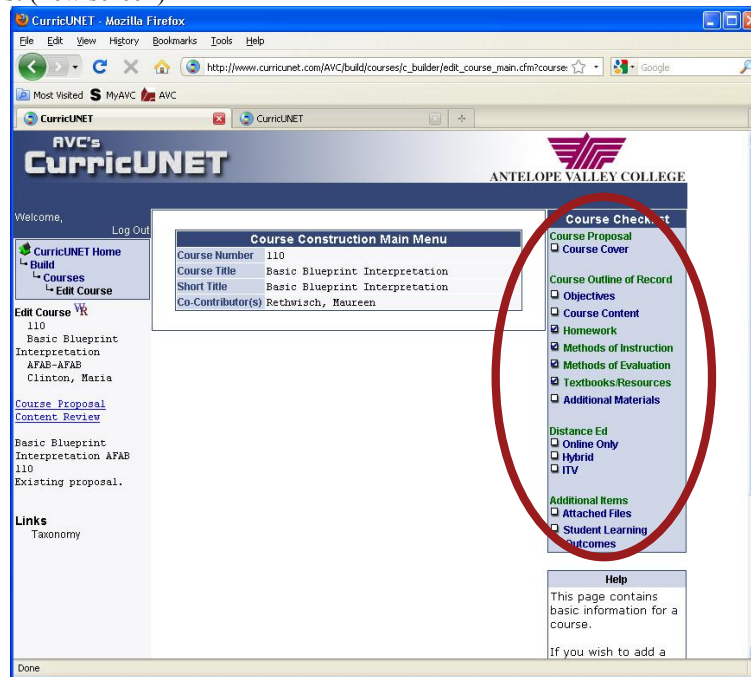 CurricUNET - Mozilla Firefox
File Edit View History Bookmarks Tools Help
http://www.curricunet.com/AVC/build/courses/c_builder/edit_course_main.cfm?course: Google
Most Visited MyAVC AVC
CurricUNET CurricUNET
AVC's
CurricUNET
ANTELOPE VALLEY COLLEGE
Welcome,
Log Out
CurricUNET Home
Build
Courses
Edit Course
Edit Course WR
110
Basic Blueprint
Interpretation
AFAB-AFAB
Clinton, Maria
Course Proposal
Content Review
Basic Blueprint
Interpretation AFAB
110
Existing proposal.
Links
Taxonomy
Course Construction Main Menu
Course Number 110
Course Title Basic Blueprint Interpretation
Short Title Basic Blueprint Interpretation
Co-Contributor(s) Rethwisch, Maureen
Course Checklist
Course Proposal
Course Cover
Course Outline of Record
Objectives
Course Content
Homework
Methods of Instruction
Methods of Evaluation
Textbooks/Resources
Additional Materials
Distance Ed
Online Only
Hybrid
ITV
Additional Items
Attached Files
Student Learning
Outcomes
Help
This page contains
basic information for a
course.
If you wish to add a
Done